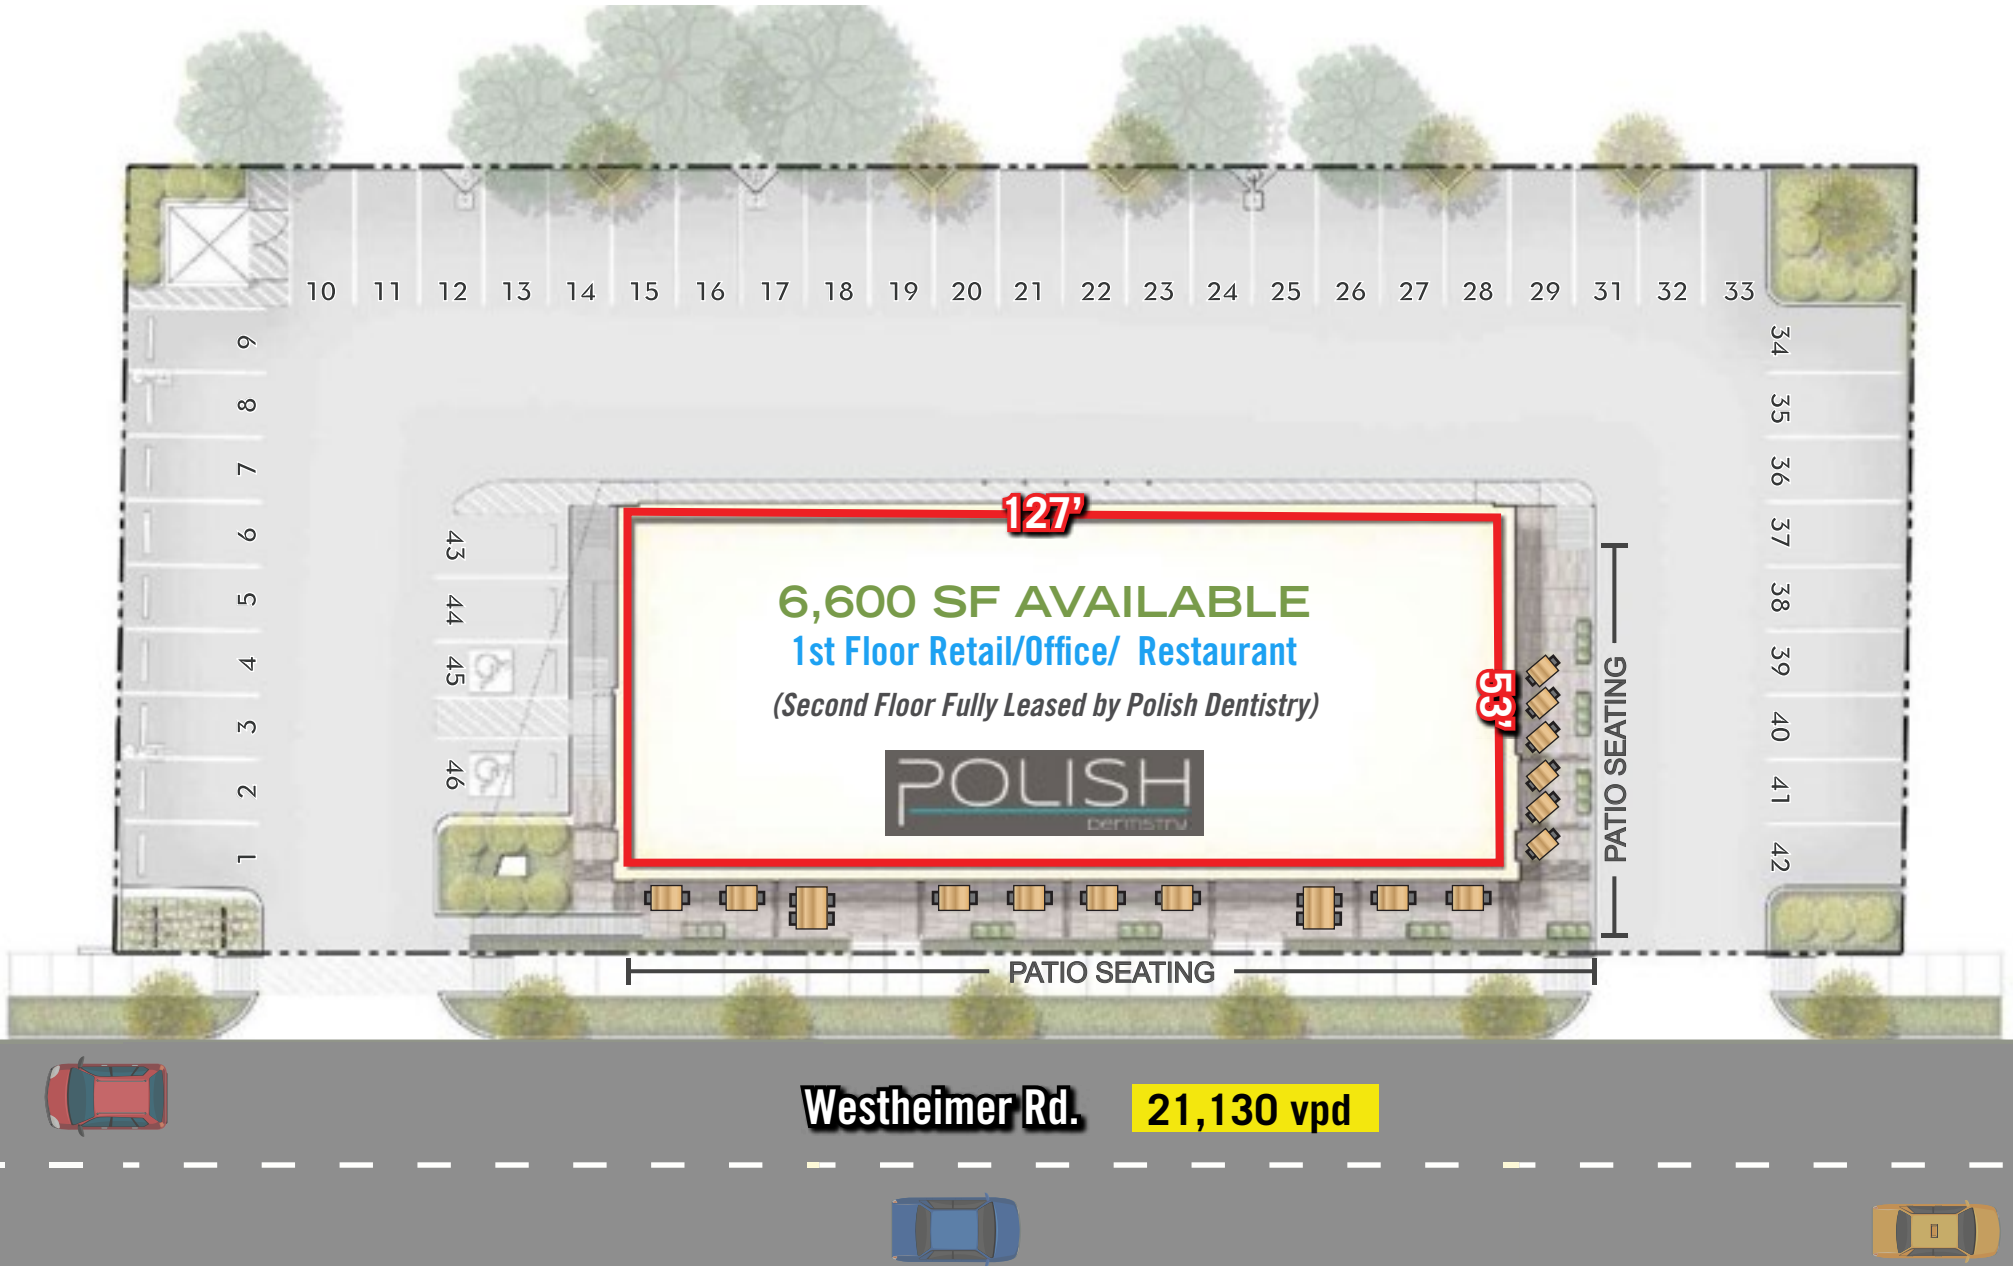 10 11 12 13 14 15 16 17 18 19 20 21 22 23 24 25 26 27 28 29 31 32 33
9
8
7
6
5
4
3
2
1
34
35
36
37
38
39
40
41
42
43
44
45
46
127'
53'
6,600 SF AVAILABLE
1st Floor Retail/Office/ Restaurant
(Second Floor Fully Leased by Polish Dentistry)
POLISH
DENTISTRY
PATIO SEATING
PATIO SEATING
Westheimer Rd. 21,130 vpd